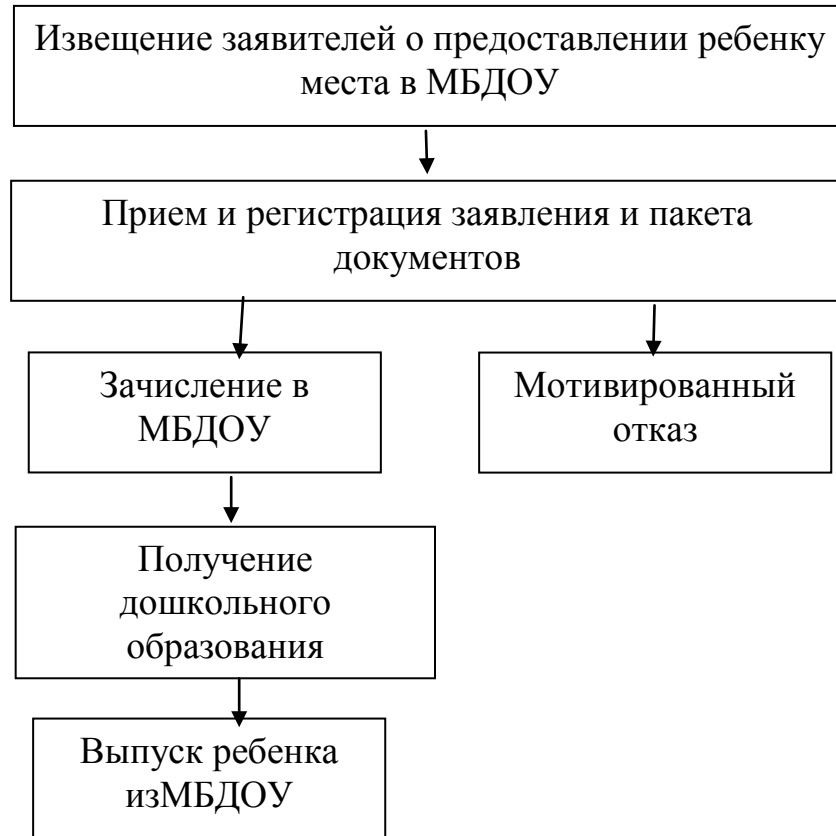 Извещение заявителей о предоставлении ребенку
места в МБДОУ
Прием и регистрация заявления и пакета
документов
Зачисление в
МБДОУ
Мотивированный
отказ
Получение
дошкольного
образования
Выпуск ребенка
изМБДОУ